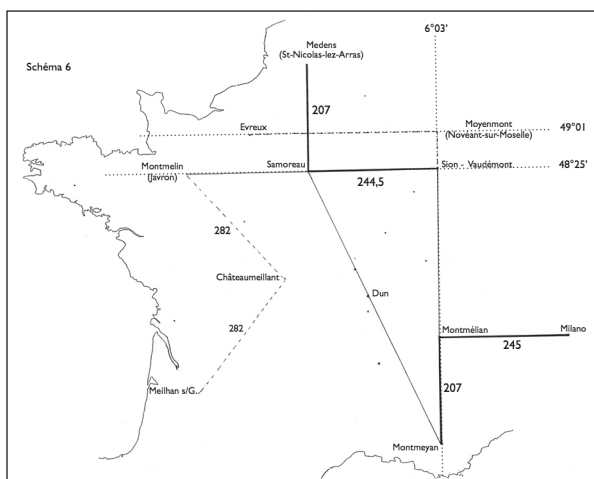 6°03'
Medens
(St-Nicolas-lez-Arras)
Schéma 6
207
Evreux
Moyenmont
(Novéant-sur-Moselle)
49°01
Montmelin
(Javron)
Samoreau
Sion - Vaudémont
48°25'
244,5
282
Châteaumeillant
Dun
282
Montmélian
Milano
245
Meilhan s/G.
207
Montmeyan